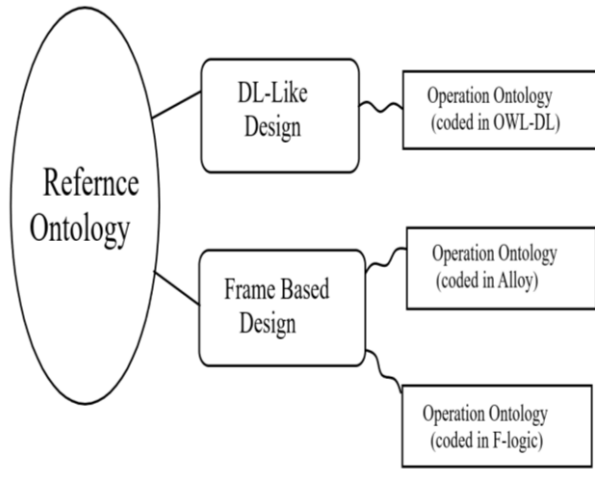 Refernce
Ontology
DL-Like
Design
Operation Ontology
(coded in OWL-DL)
Frame Based
Design
Operation Ontology
(coded in Alloy)
Operation Ontology
(coded in F-logic)